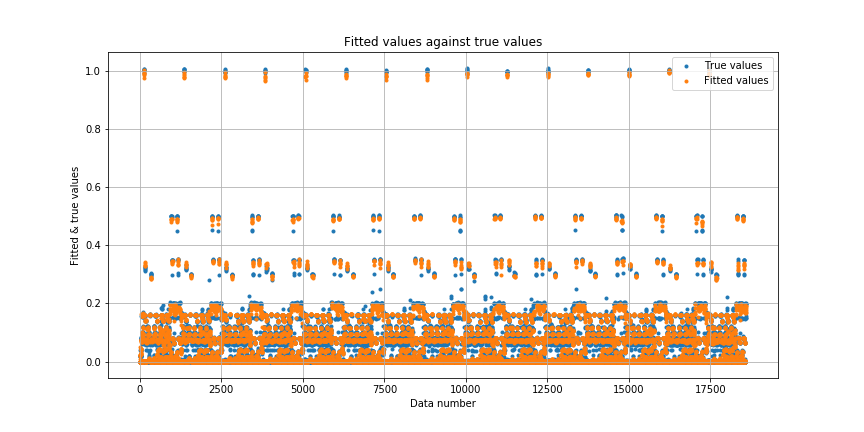 Fitted values against true values
True values
Fitted values
Fitted & true values
1.0
0.8
0.6
0.4
0.2
0.0
0 2500 5000 7500 10000 12500 15000 17500
Data number